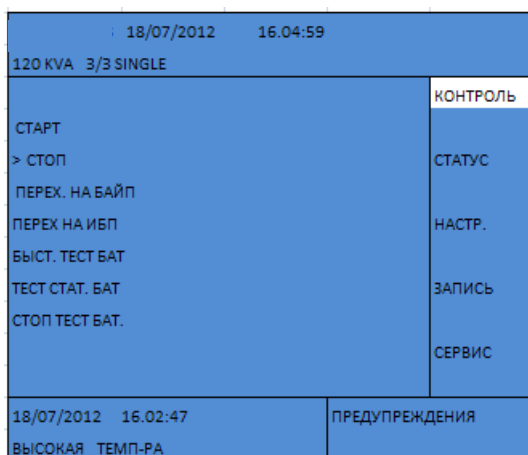 18/07/2012 16.04:59
120 KVA 3/3 SINGLE
КОНТРОЛЬ
СТАРТ
> СТОП
СТАТУС
ПЕРЕХ. НА БАЙП
ПЕРЕХ НА ИБП
НАСТР.
БЫСТ. ТЕСТ БАТ
ТЕСТ СТАТ. БАТ
ЗАПИСЬ
СТОП ТЕСТ БАТ.
СЕРВИС
18/07/2012 16.02:47
ПРЕДУПРЕЖДЕНИЯ
ВЫСОКАЯ ТЕМП-РА